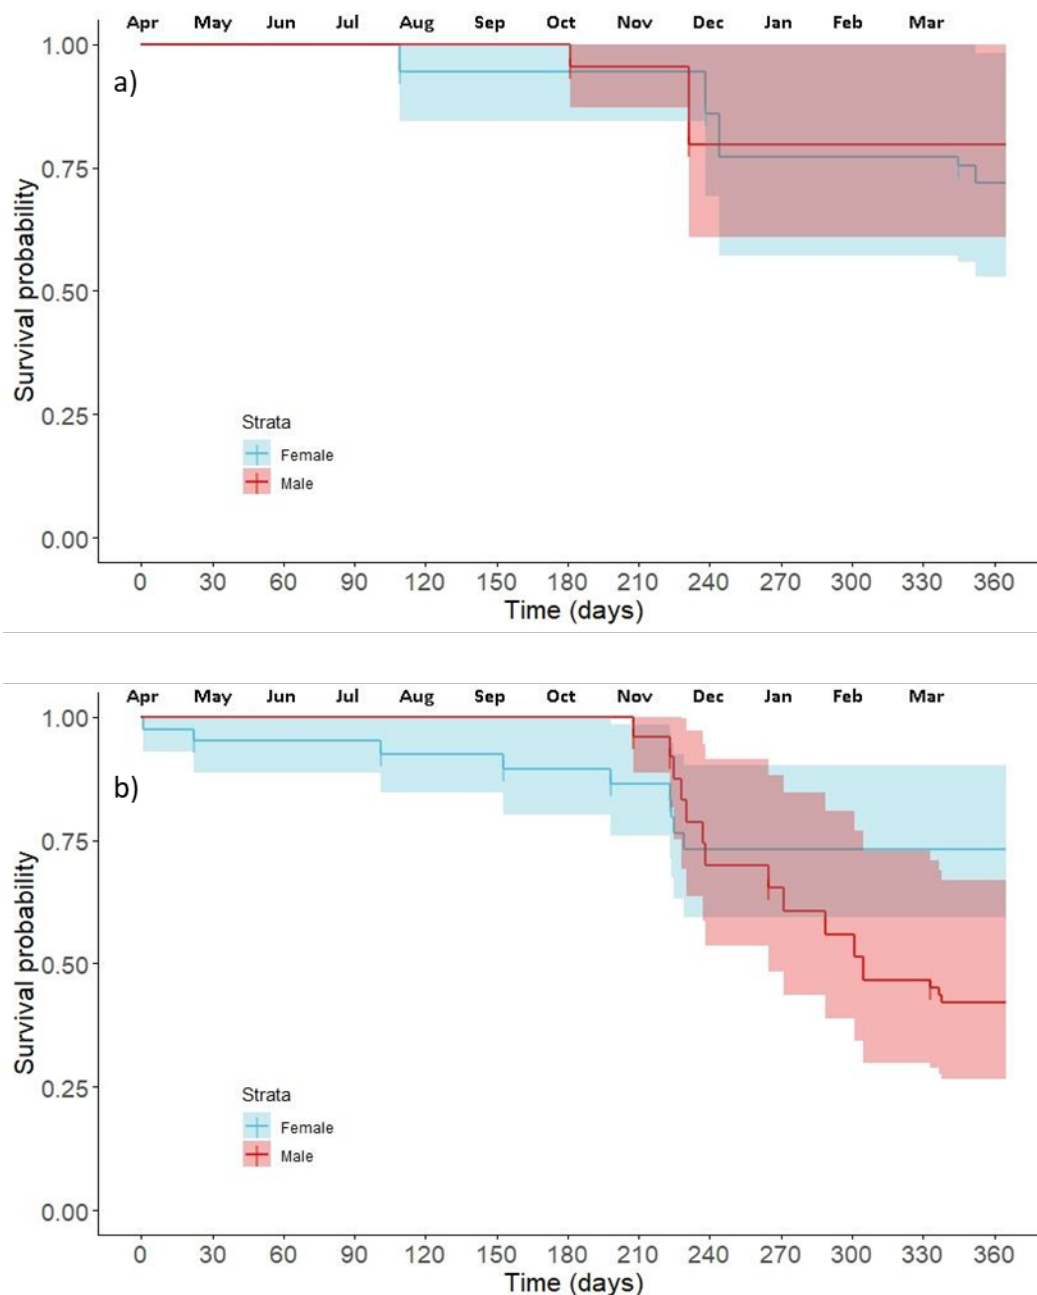 Apr May Jun Jul Aug Sep Oct Nov Dec Jan Feb Mar
1.00
a)
0.75
Survival probability
0.50
0.25
Strata
Female
Male
0.00
0 30 60 90 120 150 180 210 240 270 300 330 360
Time (days)
Apr May Jun Jul Aug Sep Oct Nov Dec Jan Feb Mar
1.00
b)
0.75
Survival probability
0.50
0.25
Strata
Female
Male
0.00
0 30 60 90 120 150 180 210 240 270 300 330 360
Time (days)